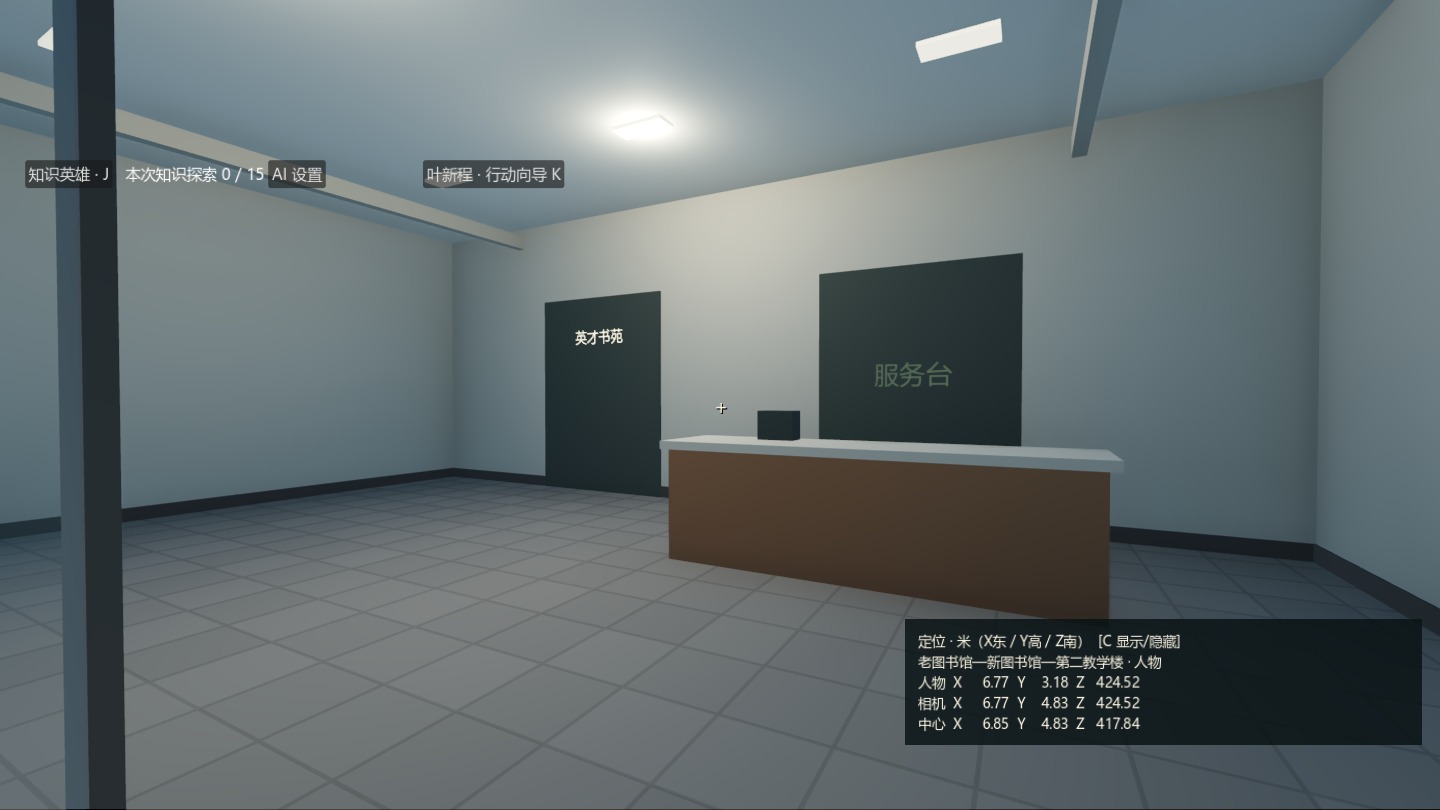 知识英雄 · J 本次知识探索 0 / 15 AI 设置 叶新程 · 行动向导 K
英才书苑
服务台
定位 · 米（X东 / Y高 / Z南） [C 显示/隐藏]
老图书馆—新图书馆—第二教学楼 · 人物
人物 X 6.77 Y 3.18 Z 424.52
相机 X 6.77 Y 4.83 Z 424.52
中心 X 6.85 Y 4.83 Z 417.84